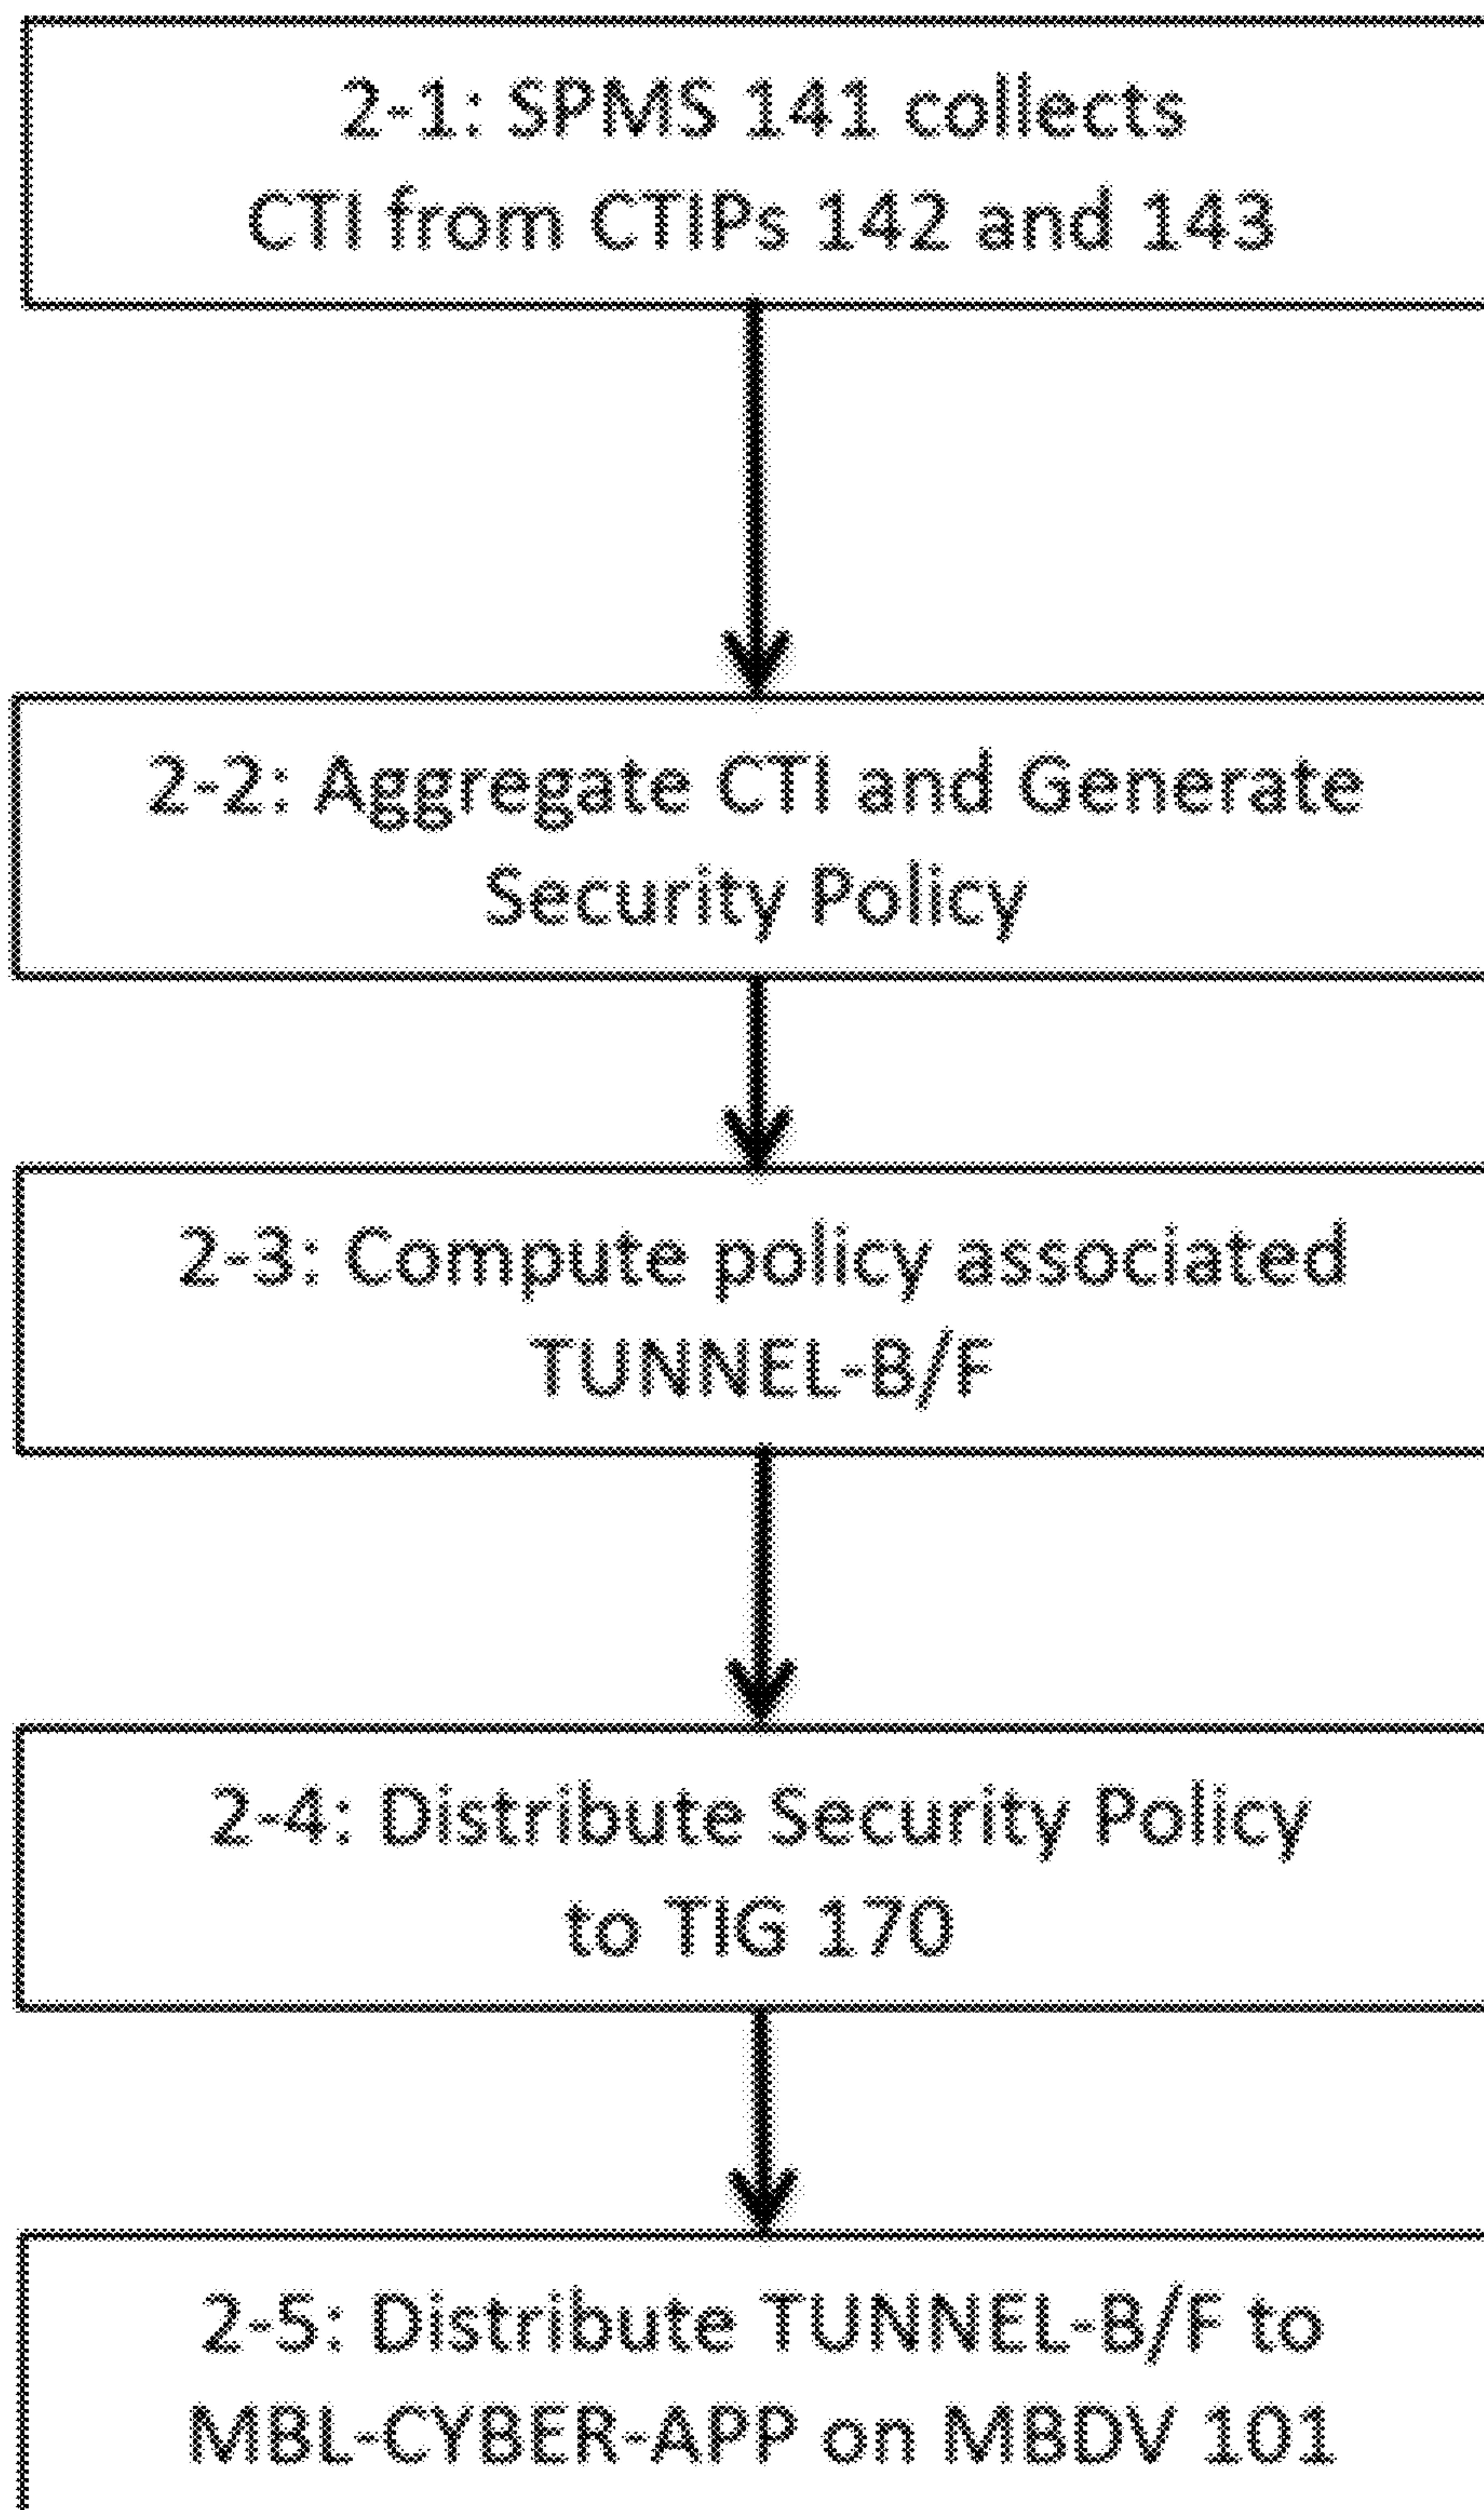 2-1: SPMS 141 collects
CTI from CTIPs 142 and 143
2-2: Aggregate CTI and Generate
Security Policy
2-3: Compute policy associated
TUNNEL-B/F
2-4: Distribute Security Policy
to TIG 170
2-5: Distribute TUNNEL-B/F to
MBL-CYBER-APP on MBDV 101